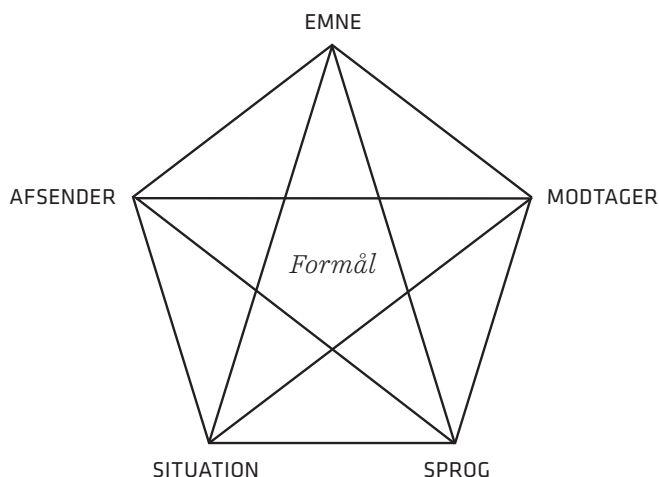 EMNE
AFSENDER
MODTAGER
Formål
SITUATION
SPROG